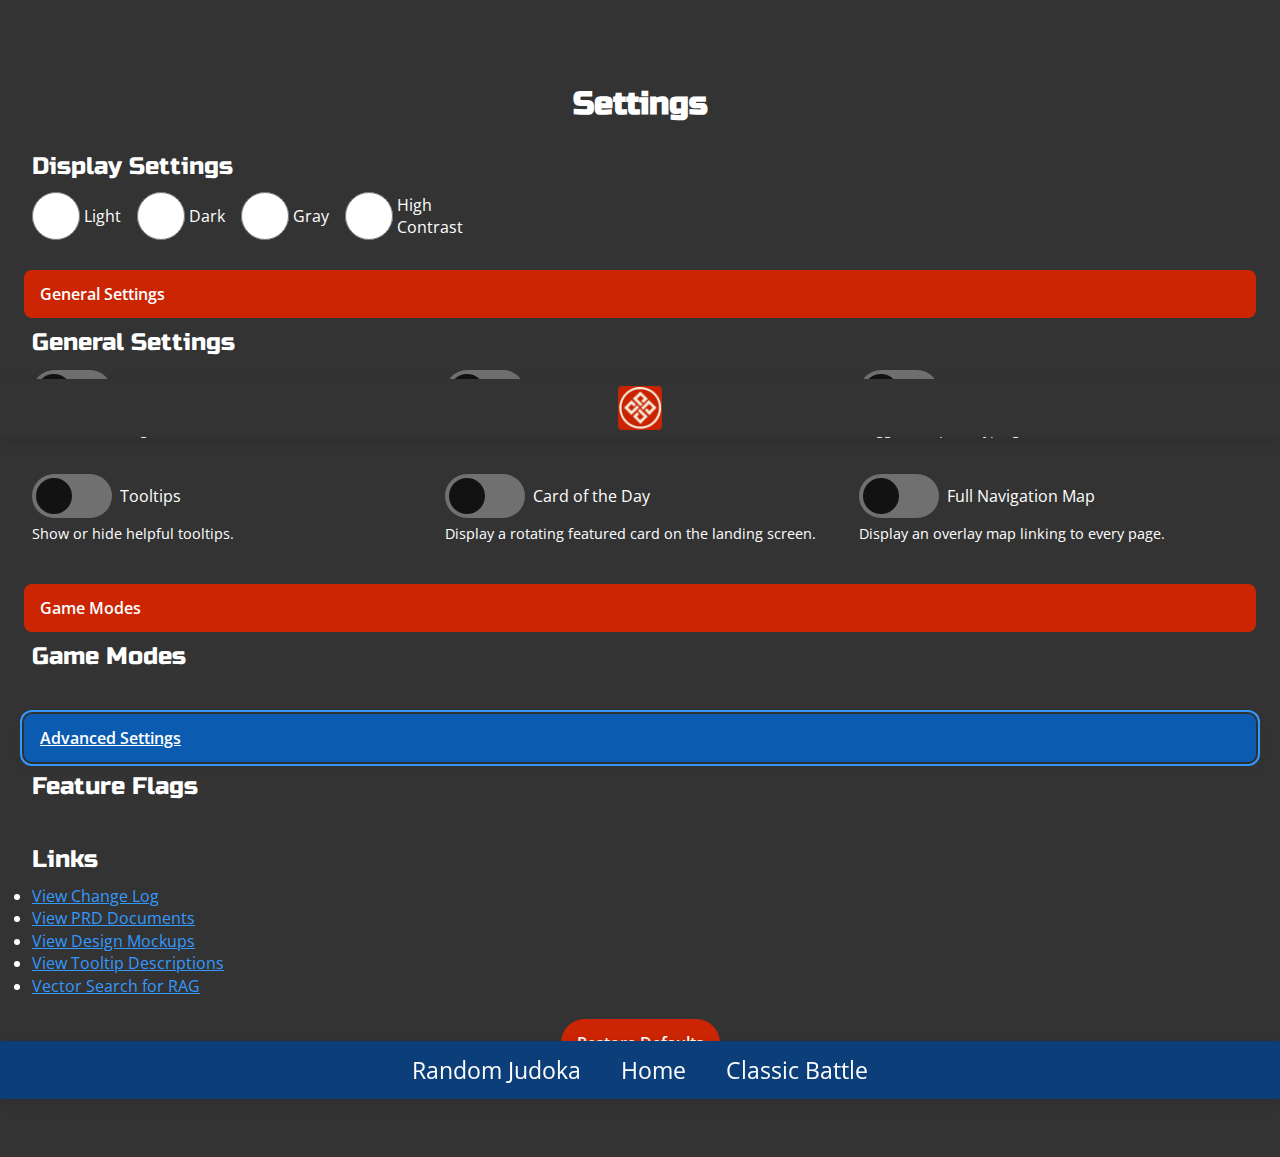 Settings
Display Settings
Light
Dark
Gray
High
Contrast
General Settings
General Settings
Tooltips
Card of the Day
Full Navigation Map
Show or hide helpful tooltips.
Display a rotating featured card on the landing screen.
Display an overlay map linking to every page.
Game Modes
Game Modes
Advanced Settings
Feature Flags
Links
View Change Log
View PRD Documents
View Design Mockups
View Tooltip Descriptions
Vector Search for RAG
Restore Defaults
Random Judoka
Home
Classic Battle